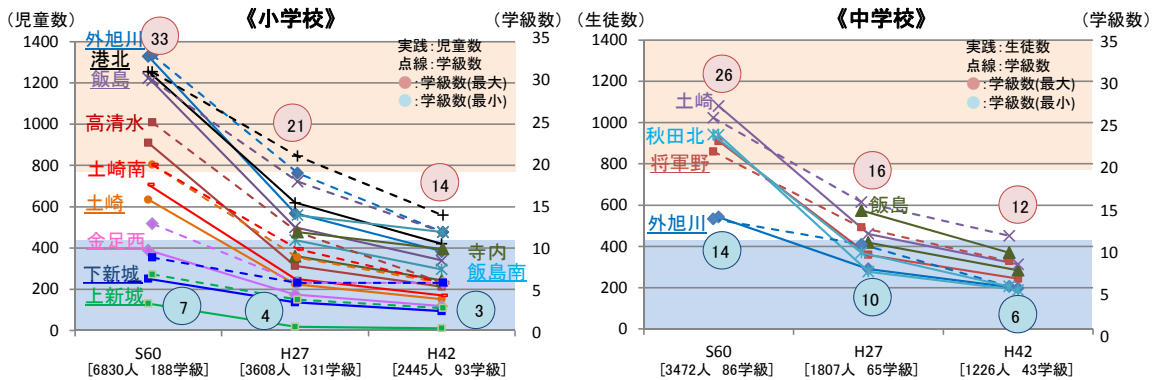 (児童数)
《小学校》
(学級数)
1400
1200
1000
800
600
400
200
0
35
30
25
20
15
10
5
0
外旭川
港北
飯島
高清水
土崎南
土崎
金足西
下新城
上新城
寺内
飯島南
33
21
14
7
4
3
実践:児童数
点線:学級数
:学級数(最大)
:学級数(最小)
S60
H27
H42
[6830人 188学級]
[3608人 131学級]
[2445人 93学級]
(生徒数)
《中学校》
(学級数)
1400
1200
1000
800
600
400
200
0
35
30
25
20
15
10
5
0
土崎
秋田北
将軍野
外旭川
飯島
26
16
12
14
10
6
実践:生徒数
点線:学級数
:学級数(最大)
:学級数(最小)
S60
H27
H42
[3472人 86学級]
[1807人 65学級]
[1226人 43学級]